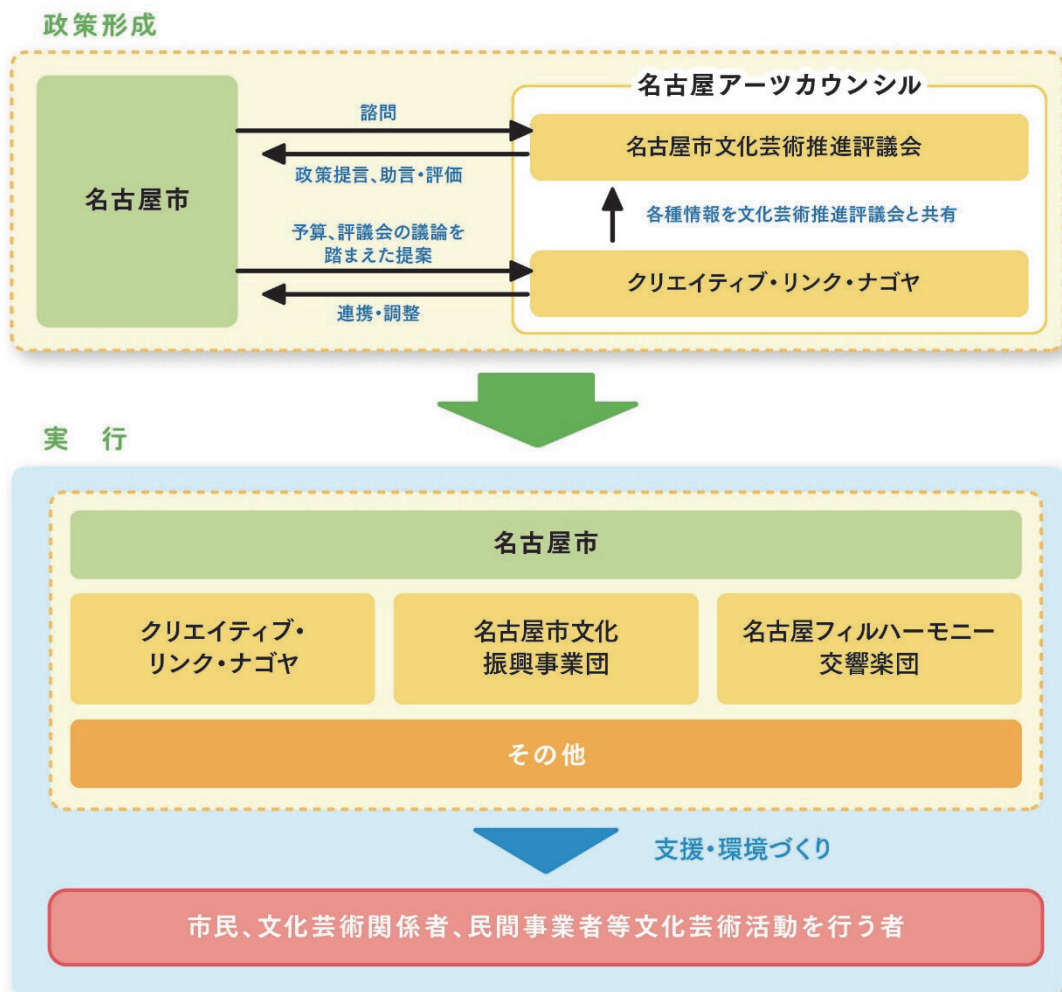 政策形成
名古屋アーツカウンシル
名古屋市
諮問
政策提言、助言・評価
名古屋市文化芸術推進評議会
各種情報を文化芸術推進評議会と共有
予算、評議会の議論を
踏まえた提案
連携・調整
クリエイティブ・リンク・ナゴヤ
実 行
名古屋市
クリエイティブ・
リンク・ナゴヤ
名古屋市文化
振興事業団
名古屋フィルハーモニー
交響楽団
その他
支援・環境づくり
市民、文化芸術関係者、民間事業者等文化芸術活動を行う者